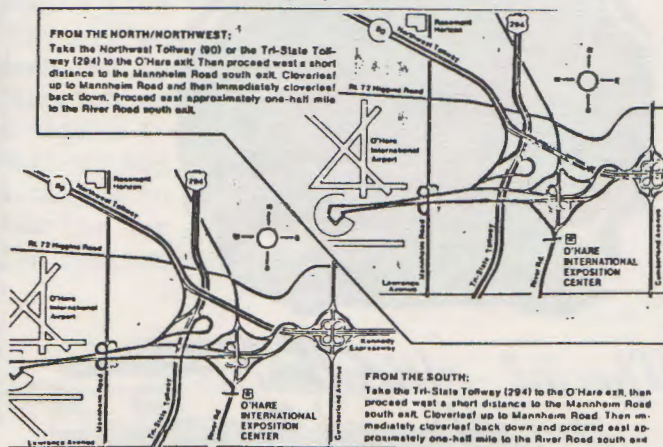 FROM THE NORTH/NORTHWEST:
Take the Northwest Tollway (90) or the Tri-State Toll-
way (294) to the O'Hare exit. Then proceed west a short
distance to the Mannheim Road south exit. Cloverleaf
up to Mannheim Road and then immediately cloverleaf
back down. Proceed east approximately one-half mile
to the River Road south exit.
Rosemont
Horizon
294
90
Northwest Tollway
N
W
E
S
Rt. 72 Higgins Road
O'Hare
International
Airport
Mannheim Road
Tri-State Tollway
River Rd.
Cumberland Avenue
Lawrence
Avenue
O'HARE
INTERNATIONAL
EXPOSITION
CENTER
Rosemont
Horizon
294
90
Northwest Tollway
N
W
E
S
Rt. 72 Higgins Road
O'Hare
International
Airport
Kennedy
Expressway
Mannheim Road
Tri-State Tollway
River Rd.
Cumberland Avenue
Lawrence Avenue
O'HARE
INTERNATIONAL
EXPOSITION
CENTER
FROM THE SOUTH:
Take the Tri-State Tollway (294) to the O'Hare exit, then
proceed west a short distance to the Mannheim Road
south exit. Cloverleaf up to Mannheim Road Then im-
mediately cloverleaf back down and proceed east ap-
proximately one-half mile to the River Road south exit